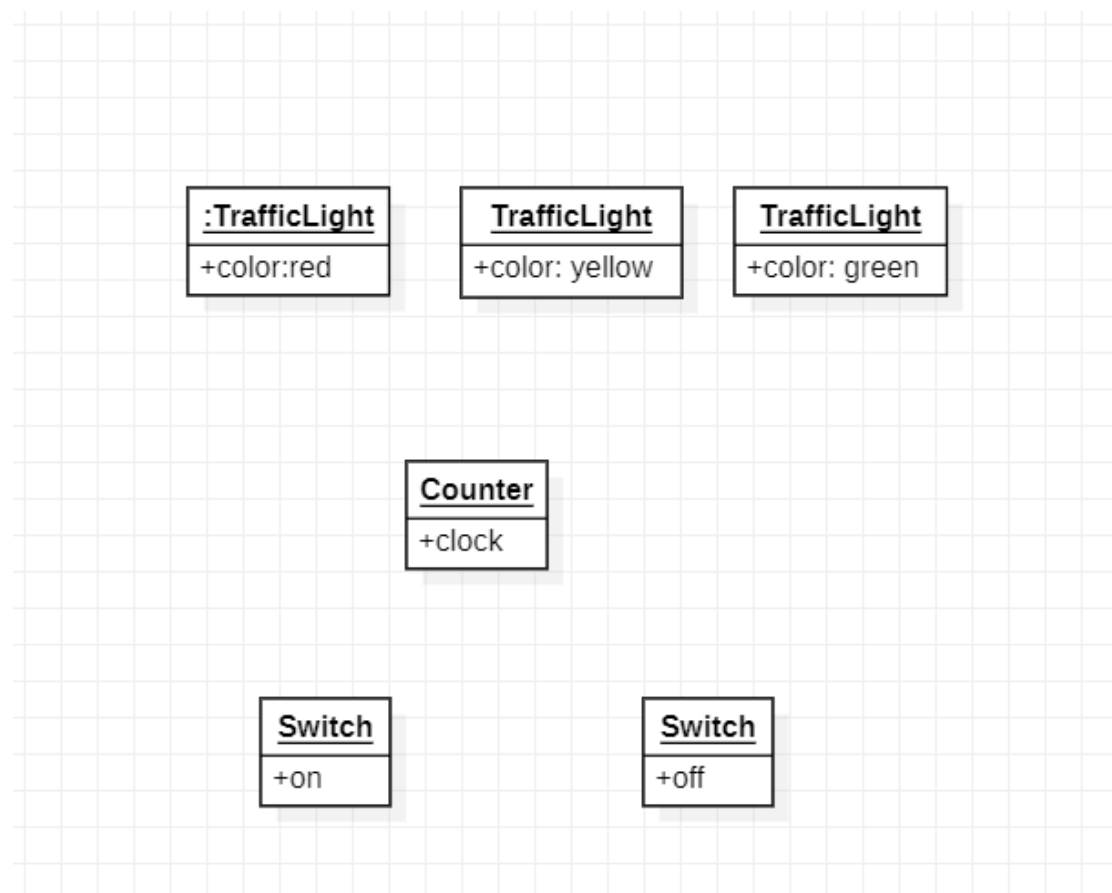 :TrafficLight
+color:red
TrafficLight
+color: yellow
TrafficLight
+color: green
Counter
+clock
Switch
+on
Switch
+off